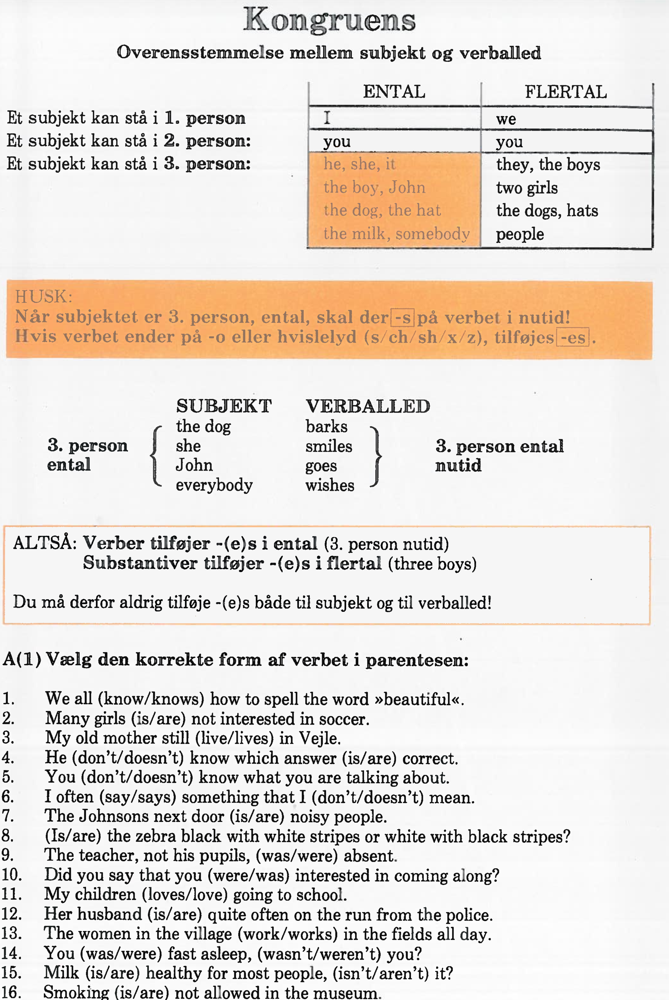 Kongruens
Overensstemmelse mellem subjekt og verballed
ENTAL FLERTAL
Et subjekt kan stå i 1. person I we
Et subjekt kan stå i 2. person: you you
Et subjekt kan stå i 3. person: he, she, it they, the boys
the boy, John two girls
the dog, the hat the dogs, hats
the milk, somebody people
HUSK:
Når subjektet er 3. person, ental, skal der -s på verbet i nutid!
Hvis verbet ender på -o eller hvislelyd (s/ch/sh/x/z), tilføjes -es.
SUBJEKT VERBALLED
the dog barks
3. person she smiles 3. person ental
ental John goes nutid
everybody wishes
ALTSÅ: Verber tilføjer -(e)s i ental (3. person nutid)
Substantiver tilføjer -(e)s i flertal (three boys)
Du må derfor aldrig tilføje -(e)s både til subjekt og til verballed!
A(1) Vælg den korrekte form af verbet i parentesen:
1. We all (know/knows) how to spell the word »beautiful«.
2. Many girls (is/are) not interested in soccer.
3. My old mother still (live/lives) in Vejle.
4. He (don't/doesn't) know which answer (is/are) correct.
5. You (don't/doesn't) know what you are talking about.
6. I often (say/says) something that I (don't/doesn't) mean.
7. The Johnsons next door (is/are) noisy people.
8. (Is/are) the zebra black with white stripes or white with black stripes?
9. The teacher, not his pupils, (was/were) absent.
10. Did you say that you (were/was) interested in coming along?
11. My children (loves/love) going to school.
12. Her husband (is/are) quite often on the run from the police.
13. The women in the village (work/works) in the fields all day.
14. You (was/were) fast asleep, (wasn't/weren't) you?
15. Milk (is/are) healthy for most people, (isn't/aren't) it?
16. Smoking (is/are) not allowed in the museum.